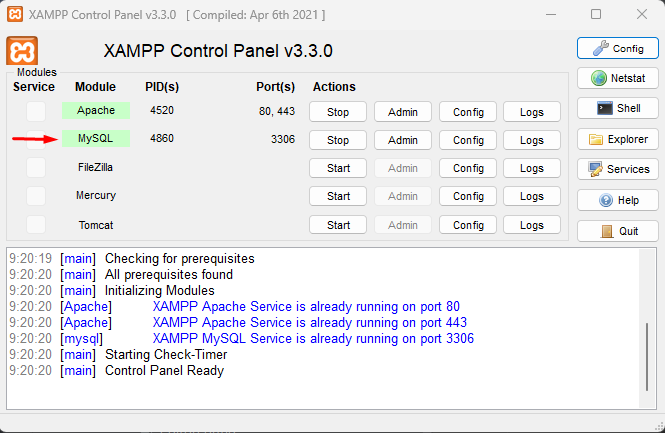 XAMPP Control Panel v3.3.0   [ Compiled: Apr 6th 2021 ]
XAMPP Control Panel v3.3.0
Config
Modules
Service Module PID(s) Port(s) Actions
Netstat
Apache 4520 80, 443 Stop Admin Config Logs
Shell
MySQL 4860 3306 Stop Admin Config Logs
Explorer
FileZilla Start Admin Config Logs
Services
Mercury Start Admin Config Logs
Help
Tomcat Start Admin Config Logs
Quit
9:20:19 [main] Checking for prerequisites
9:20:20 [main] All prerequisites found
9:20:20 [main] Initializing Modules
9:20:20 [Apache] XAMPP Apache Service is already running on port 80
9:20:20 [Apache] XAMPP Apache Service is already running on port 443
9:20:20 [mysql] XAMPP MySQL Service is already running on port 3306
9:20:20 [main] Starting Check-Timer
9:20:20 [main] Control Panel Ready